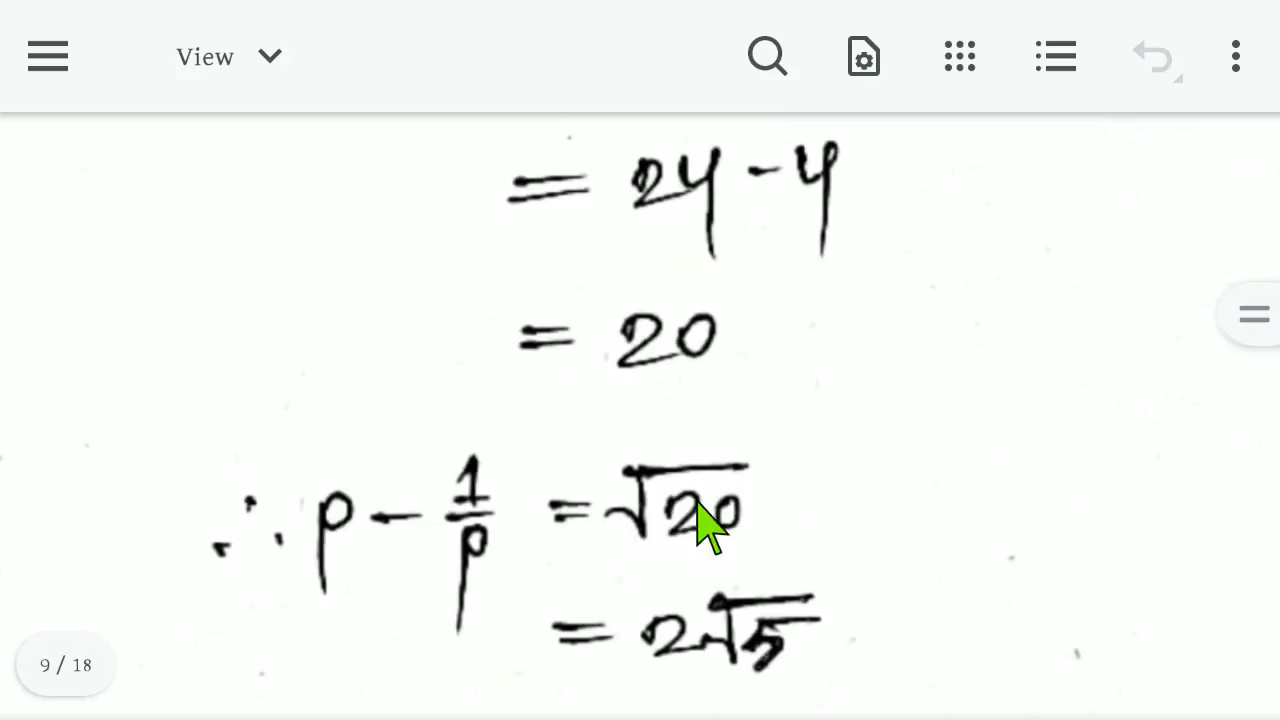 View
= 24 - 4
= 20
∴ p - 1/p = √20
= 2√5
9 / 18